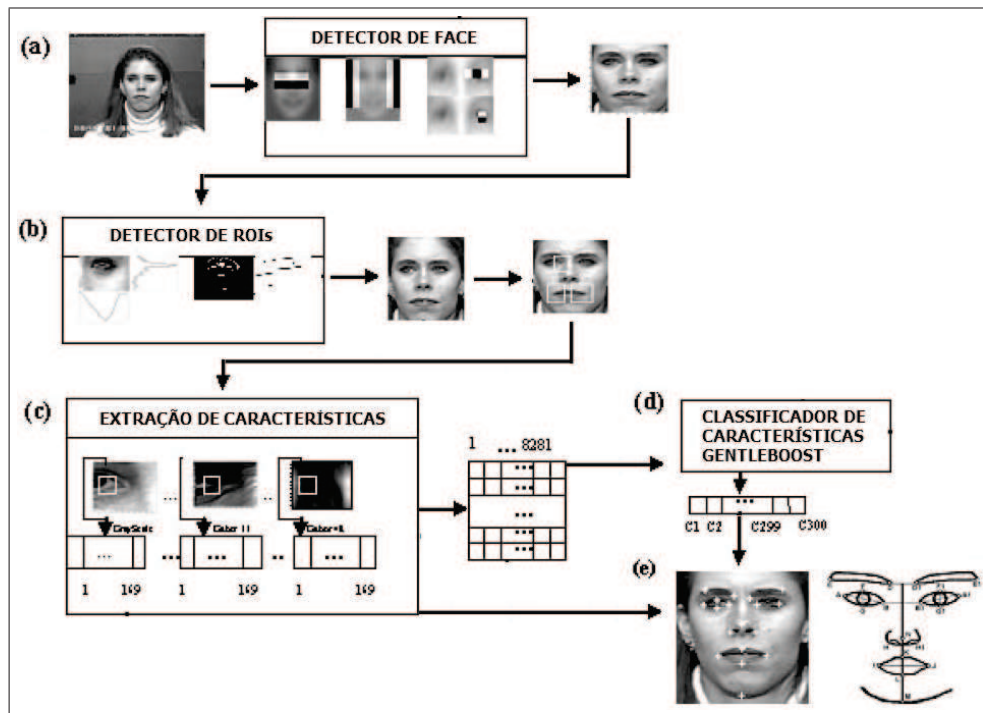 (a)
DETECTOR DE FACE
(b)
DETECTOR DE ROIs
(c)
EXTRAÇÃO DE CARACTERÍSTICAS
... ..
GrayScale
1 169
... ...
1 169
.. ...
1 169
1 ... 8281
...
...
...
...
(d)
CLASSIFICADOR DE
CARACTERÍSTICAS
GENTLEBOOST
...
C1 C2 C299 C300
(e)